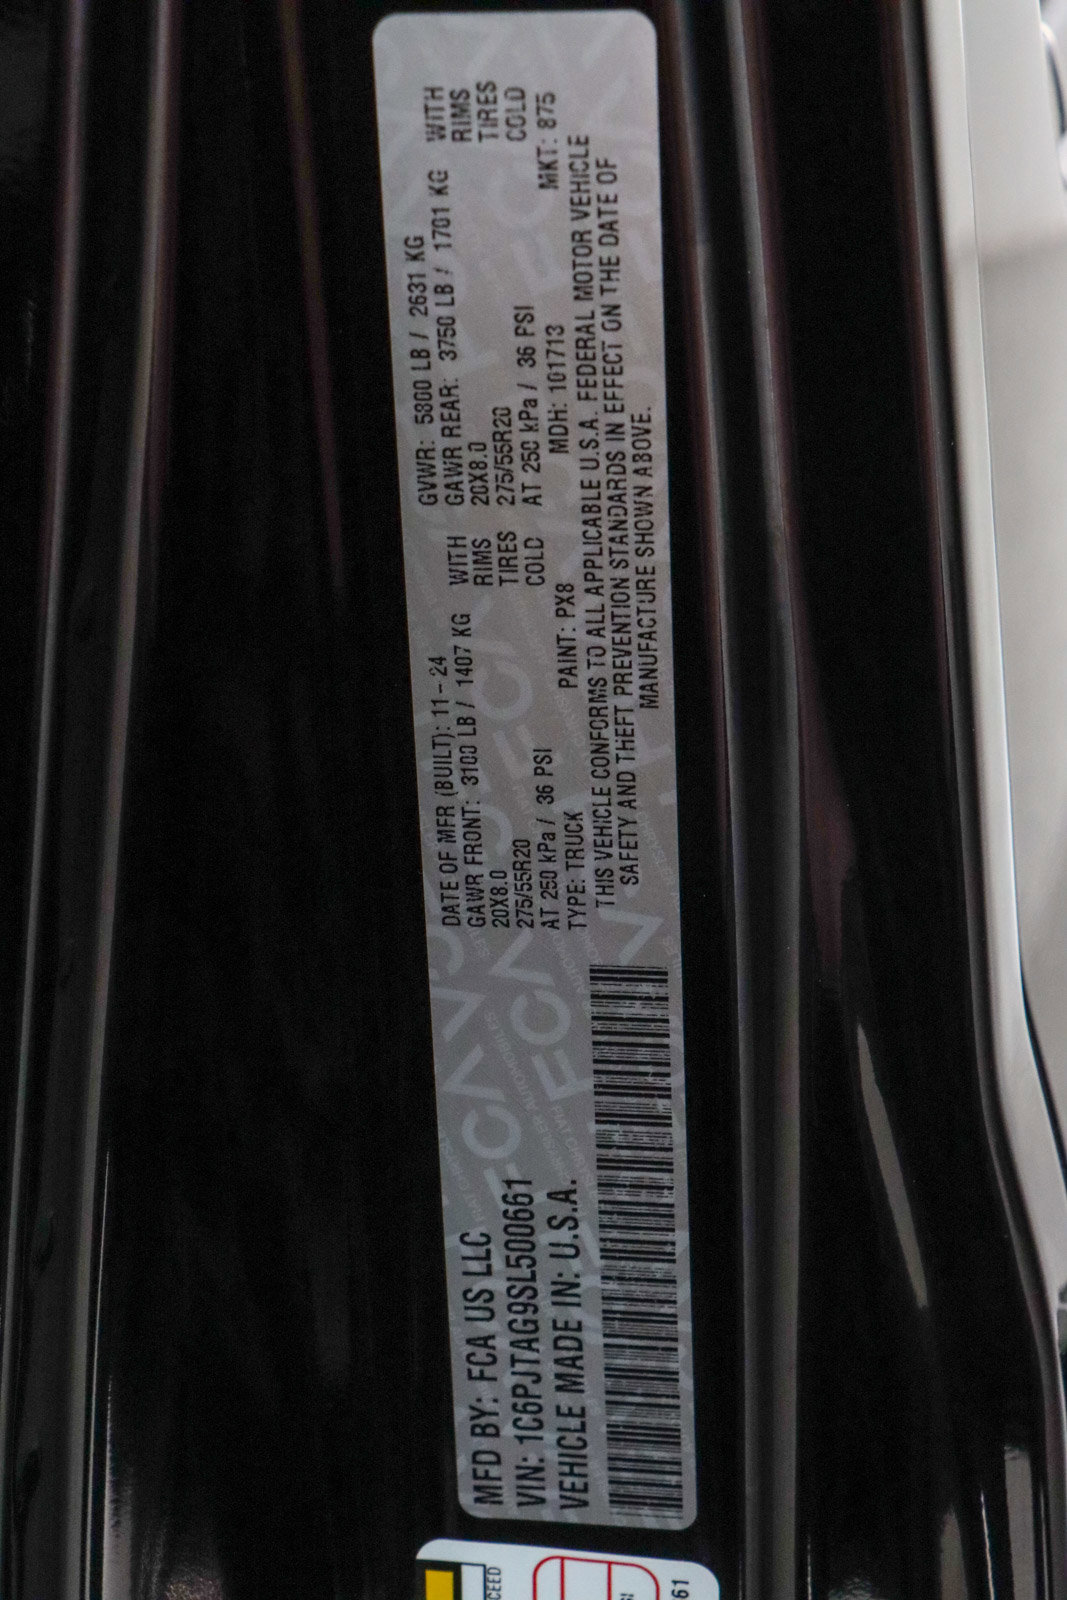 MFD BY: FCA US LLC
VIN: 1C6PJTAG9SL500661
VEHICLE MADE IN: U.S.A.
DATE OF MFR (BUILT): 11-24 GVWR: 5800 LB / 2631 KG
GAWR FRONT: 3100 LB / 1407 KG WITH GAWR REAR: 3750 LB / 1701 KG WITH
20X8.0 RIMS 20X8.0 RIMS
275/55R20 TIRES 275/55R20 TIRES
AT 250 kPa / 36 PSI COLD AT 250 kPa / 36 PSI COLD
TYPE: TRUCK PAINT: PX8 MDH: 101713 MKT: 875
THIS VEHICLE CONFORMS TO ALL APPLICABLE U.S.A. FEDERAL MOTOR VEHICLE
SAFETY AND THEFT PREVENTION STANDARDS IN EFFECT ON THE DATE OF
MANUFACTURE SHOWN ABOVE.
CEED
SI
61